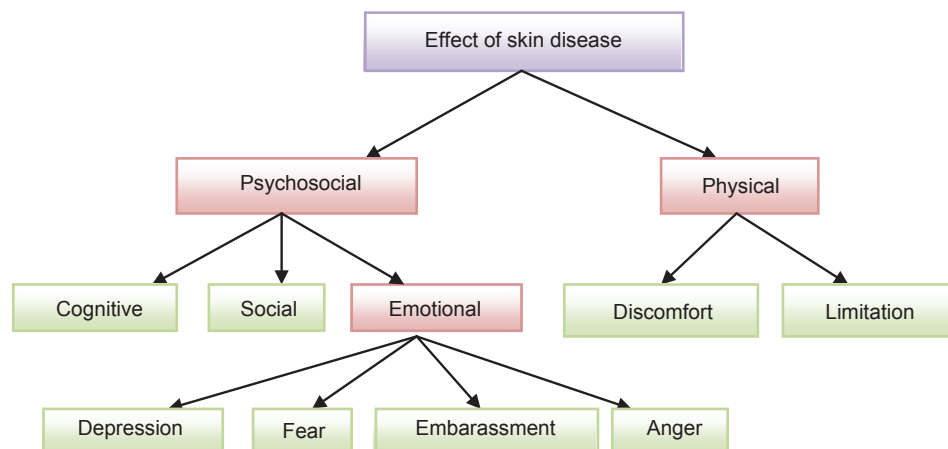 Effect of skin disease
Psychosocial
Physical
Cognitive
Social
Emotional
Discomfort
Limitation
Depression
Fear
Embarassment
Anger